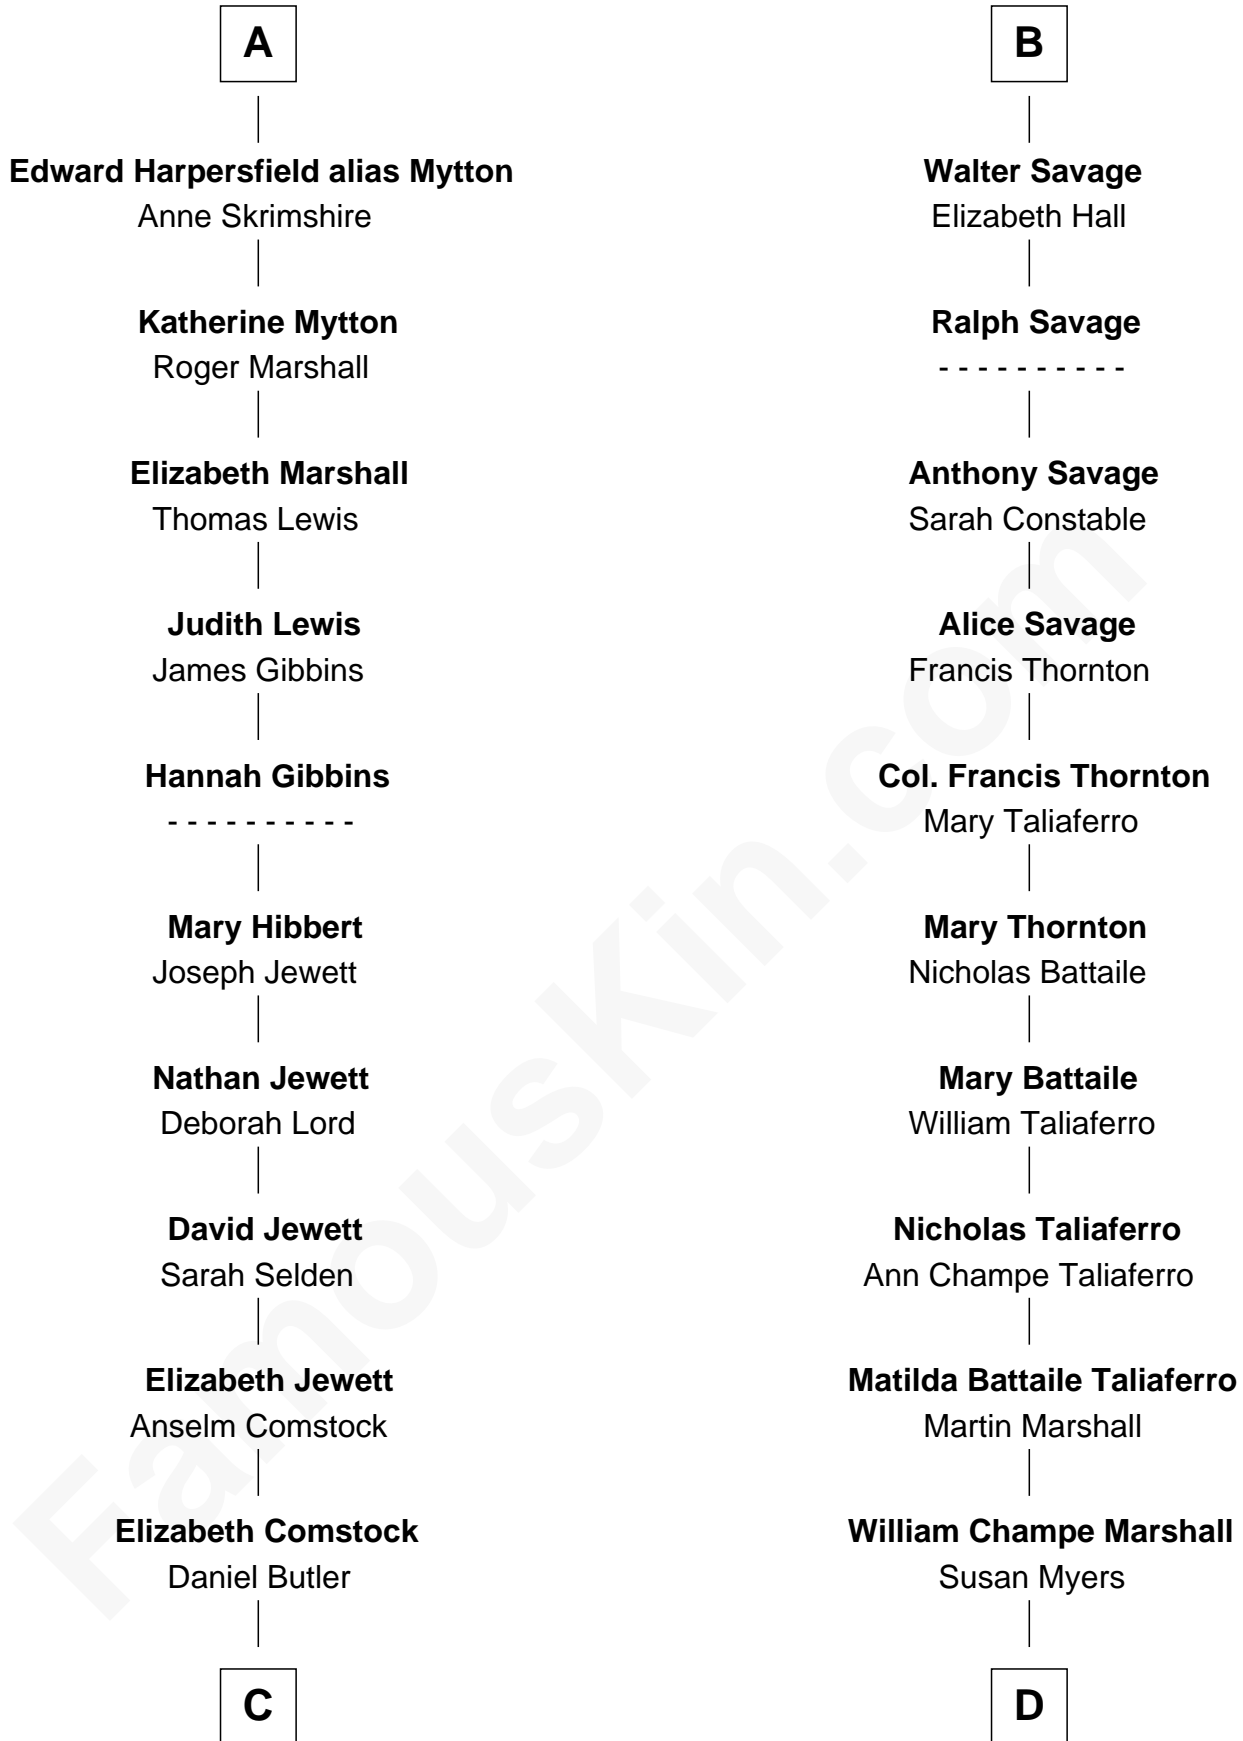 A
Edward Harpersfield alias Mytton
Anne Skrimshire
Katherine Mytton
Roger Marshall
Elizabeth Marshall
Thomas Lewis
Judith Lewis
James Gibbins
Hannah Gibbins
- - - - - - - - - -
Mary Hibbert
Joseph Jewett
Nathan Jewett
Deborah Lord
David Jewett
Sarah Selden
Elizabeth Jewett
Anselm Comstock
Elizabeth Comstock
Daniel Butler
C
B
Walter Savage
Elizabeth Hall
Ralph Savage
- - - - - - - - - -
Anthony Savage
Sarah Constable
Alice Savage
Francis Thornton
Col. Francis Thornton
Mary Taliaferro
Mary Thornton
Nicholas Battaile
Mary Battaile
William Taliaferro
Nicholas Taliaferro
Ann Champe Taliaferro
Matilda Battaile Taliaferro
Martin Marshall
William Champe Marshall
Susan Myers
D
FamousKin.com